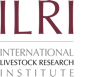 ILRI
INTERNATIONAL
LIVESTOCK RESEARCH
INSTITUTE